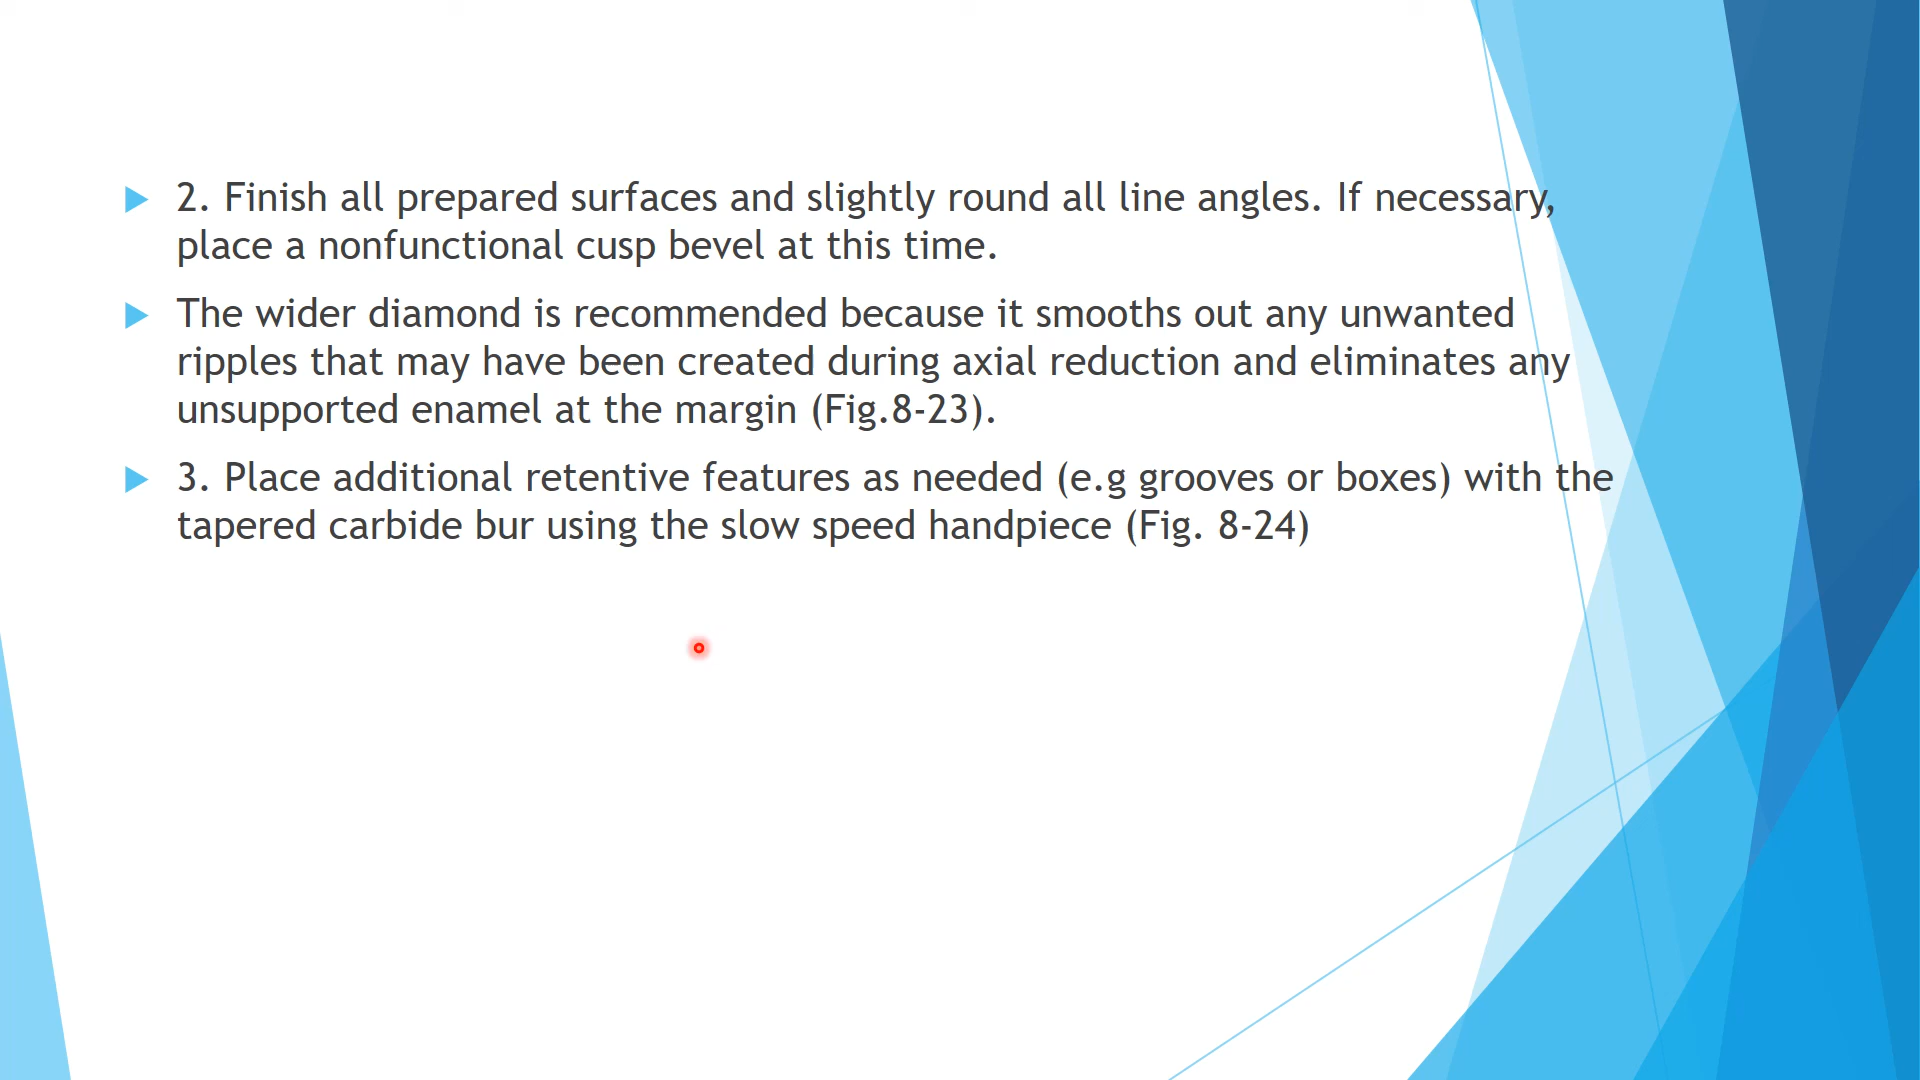 2. Finish all prepared surfaces and slightly round all line angles. If necessary,
place a nonfunctional cusp bevel at this time.
The wider diamond is recommended because it smooths out any unwanted
ripples that may have been created during axial reduction and eliminates any
unsupported enamel at the margin (Fig.8-23).
3. Place additional retentive features as needed (e.g grooves or boxes) with the
tapered carbide bur using the slow speed handpiece (Fig. 8-24)